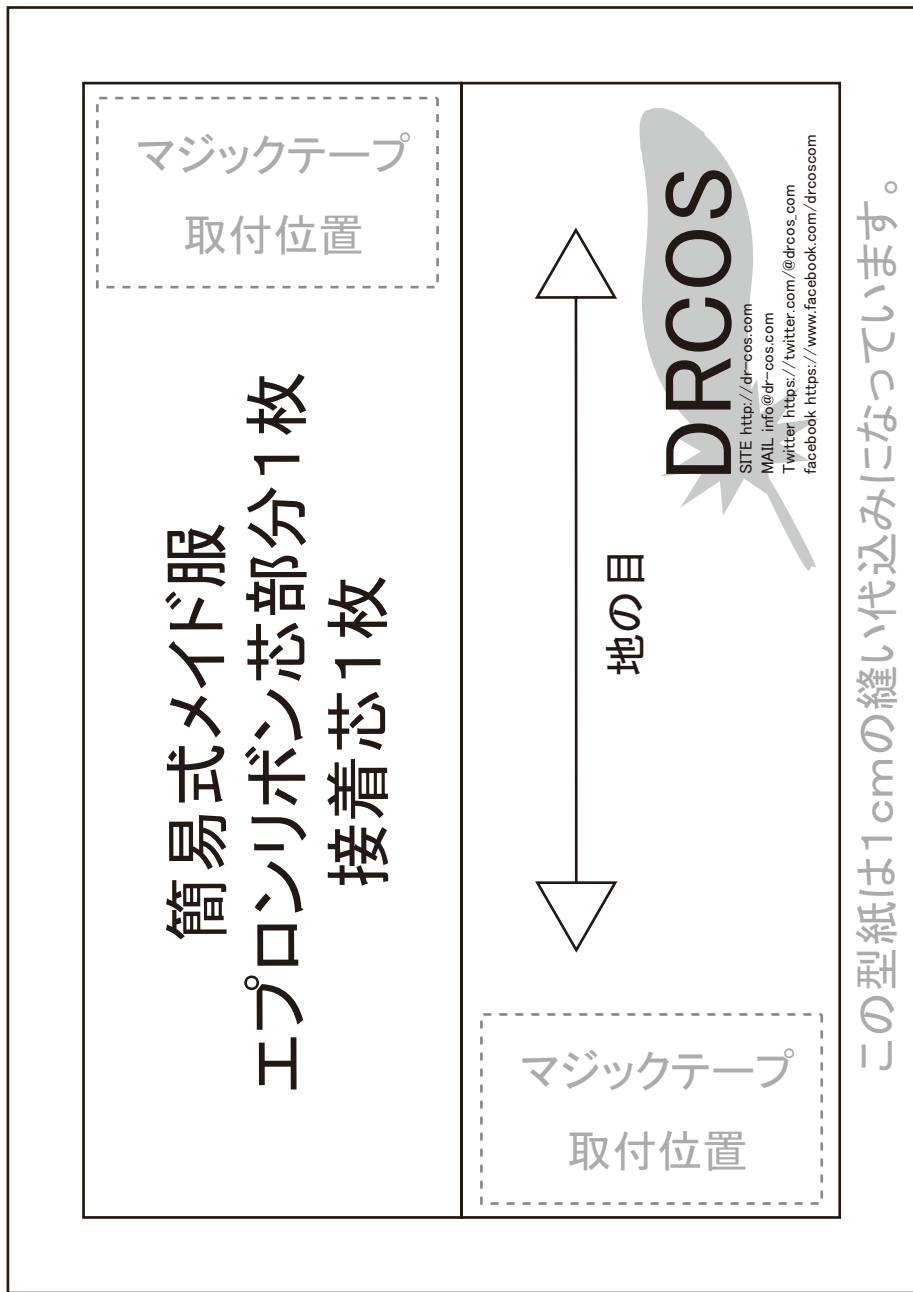 マジックテープ
取付位置
簡易式メイド服
エプロンリボン芯部分1枚
接着芯1枚
地の目
DRCOS
SITE http://dr-cos.com
MAIL info@dr-cos.com
Twitter https://twitter.com/@drcos_com
facebook https://www.facebook.com/drcoscom
マジックテープ
取付位置
この型紙は1cmの縫い代込みになっています。